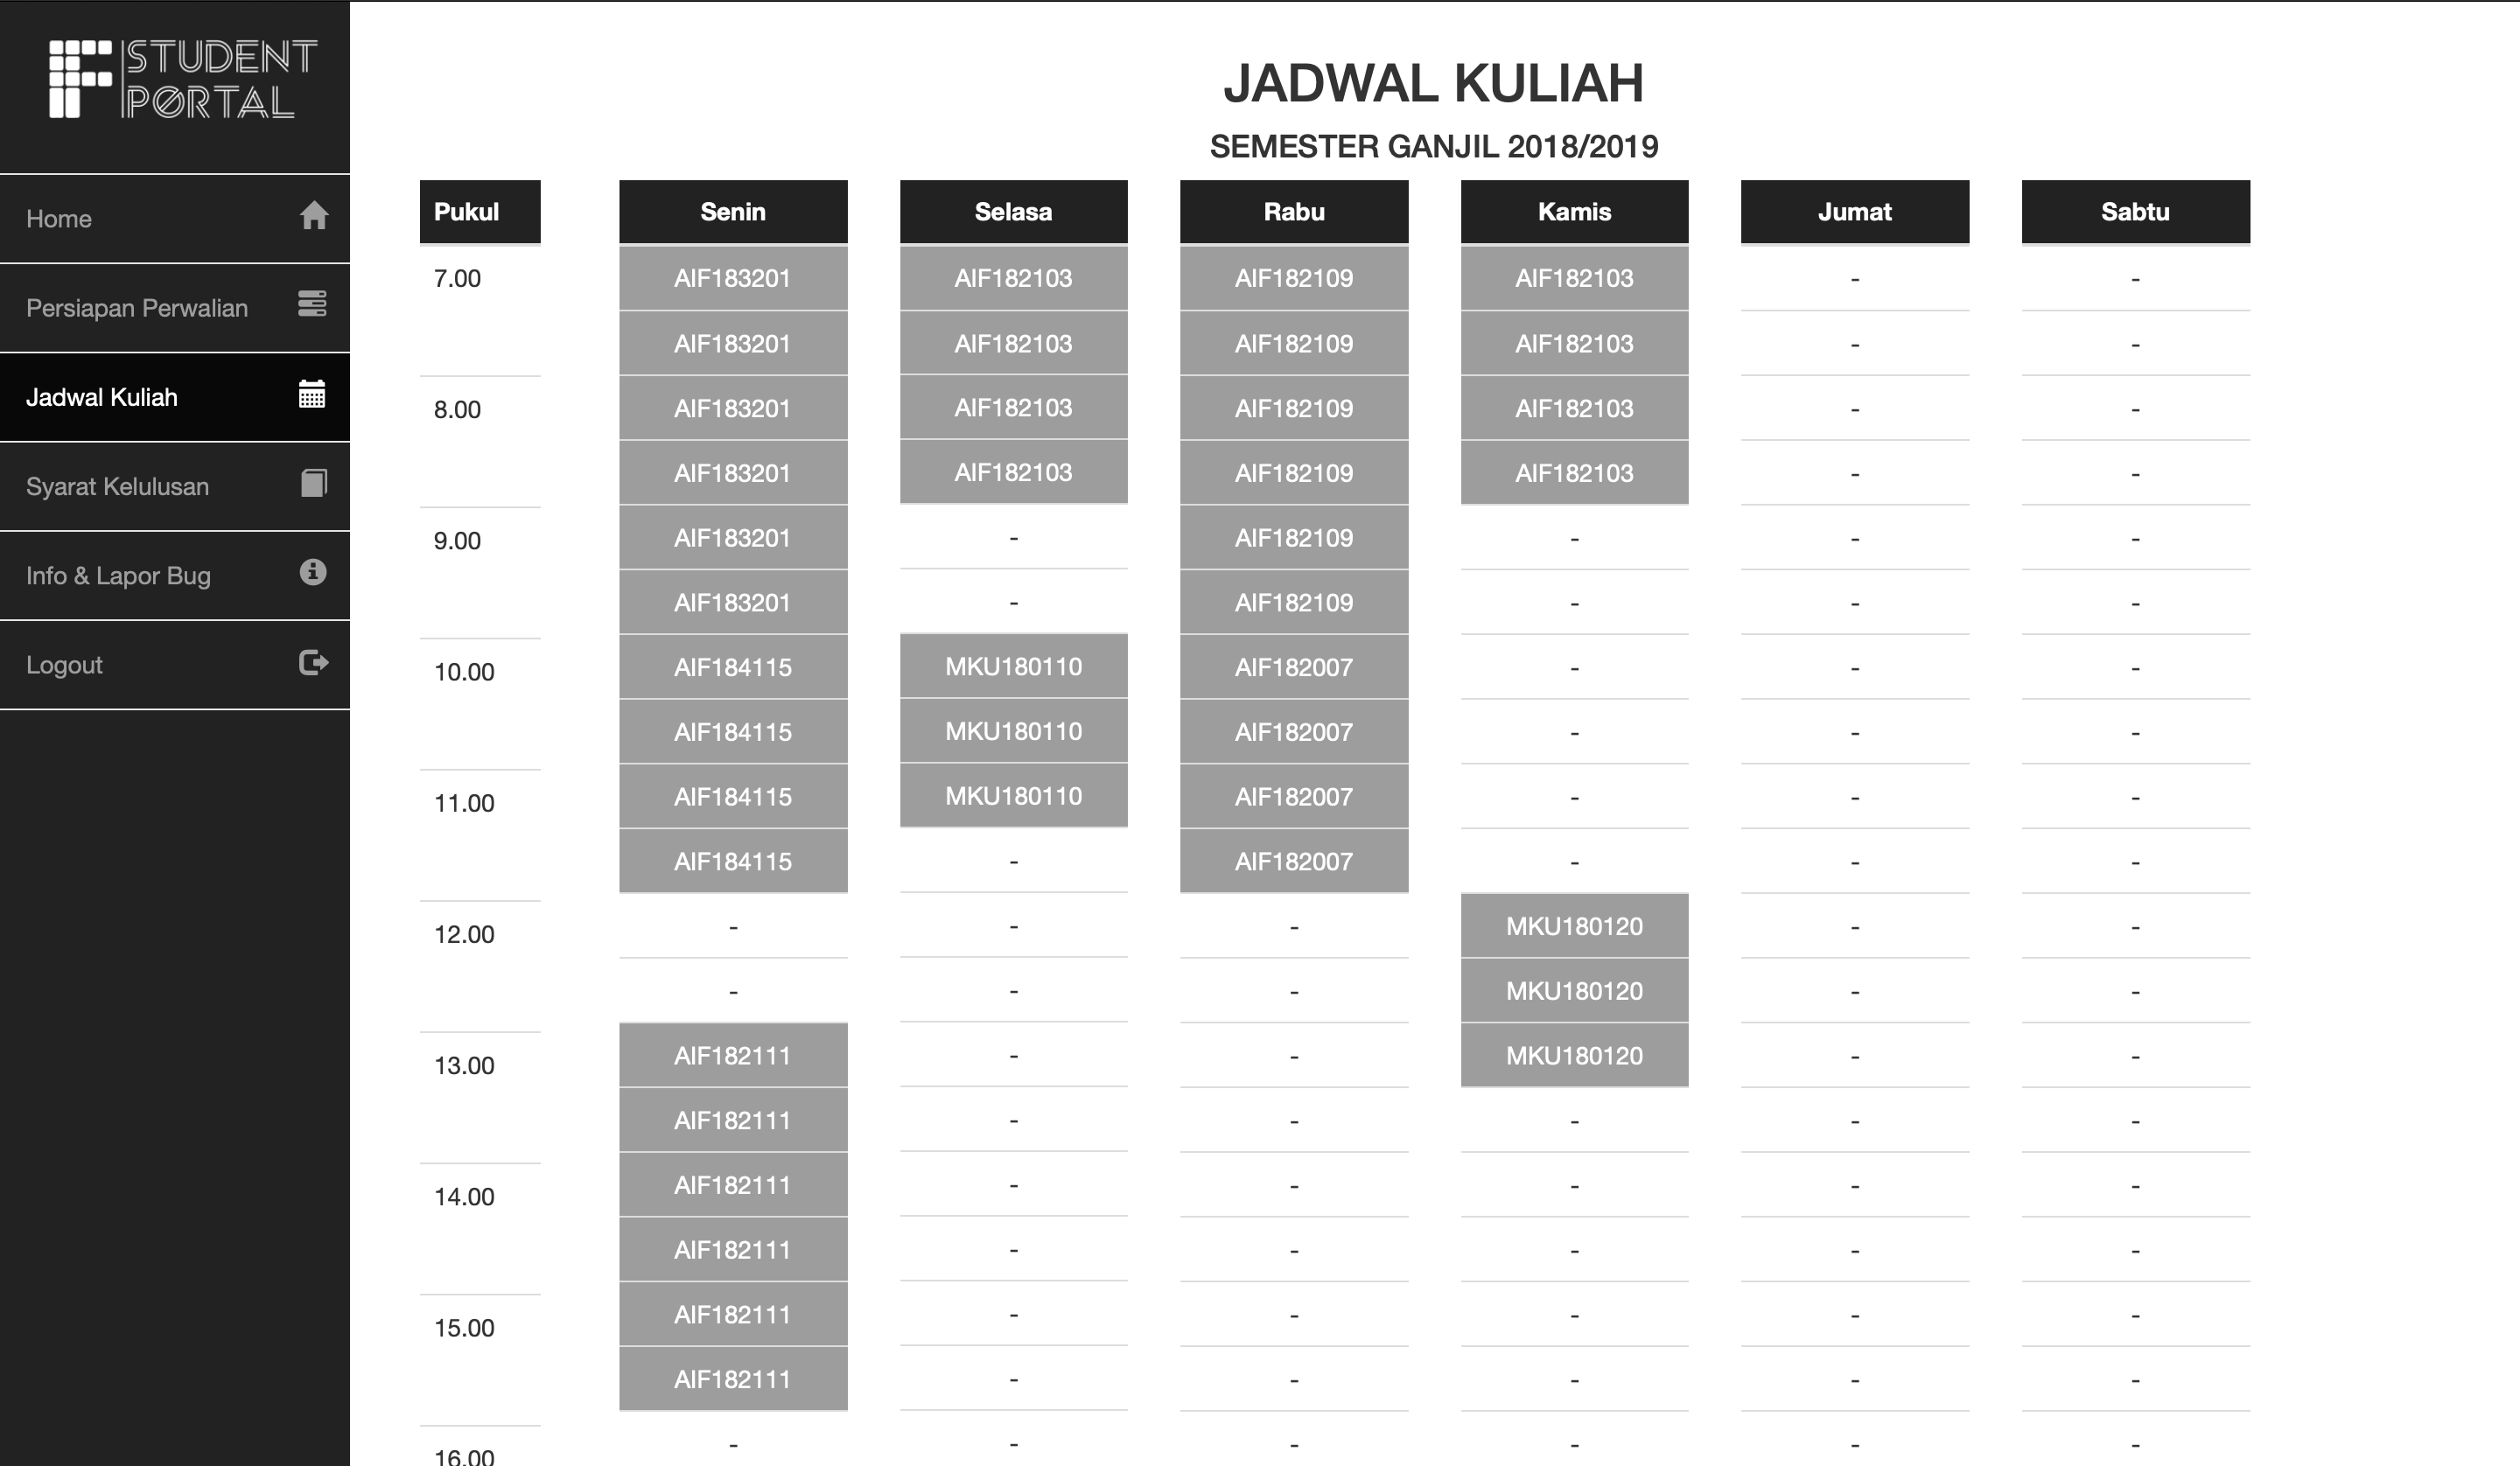 STUDENT
PØRTAL
Home
Persiapan Perwalian
Jadwal Kuliah
Syarat Kelulusan
Info & Lapor Bug
Logout
JADWAL KULIAH
SEMESTER GANJIL 2018/2019
Pukul Senin Selasa Rabu Kamis Jumat Sabtu
7.00 AIF183201 AIF182103 AIF182109 AIF182103 - -
AIF183201 AIF182103 AIF182109 AIF182103 - -
8.00 AIF183201 AIF182103 AIF182109 AIF182103 - -
AIF183201 AIF182103 AIF182109 AIF182103 - -
9.00 AIF183201 - AIF182109 - - -
AIF183201 - AIF182109 - - -
10.00 AIF184115 MKU180110 AIF182007 - - -
AIF184115 MKU180110 AIF182007 - - -
11.00 AIF184115 MKU180110 AIF182007 - - -
AIF184115 - AIF182007 - - -
12.00 - - - MKU180120 - -
- - - MKU180120 - -
13.00 AIF182111 - - MKU180120 - -
AIF182111 - - - - -
14.00 AIF182111 - - - - -
AIF182111 - - - - -
15.00 AIF182111 - - - - -
AIF182111 - - - - -
16.00 - - - - - -